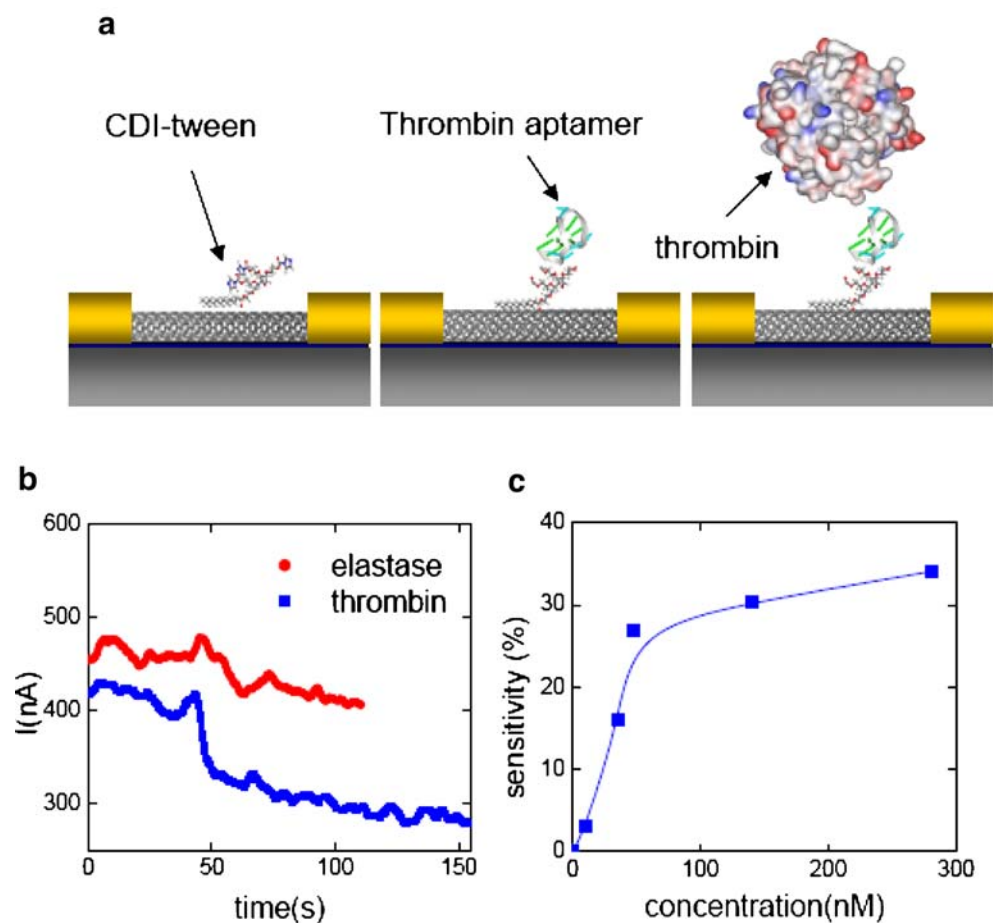 a
CDI-tween
Thrombin aptamer
thrombin
b
600
500
400
300
I(nA)
elastase
thrombin
0
50
100
150
time(s)
c
40
30
20
10
0
sensitivity (%)
0
100
200
300
concentration(nM)